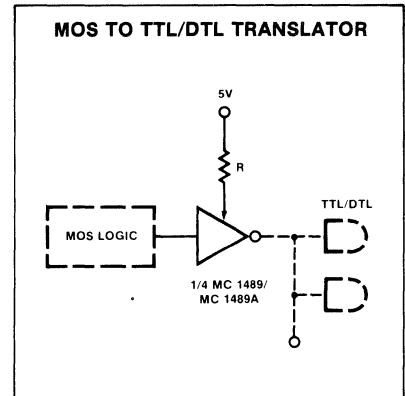 MOS TO TTL/DTL TRANSLATOR
5V
R
TTL/DTL
MOS LOGIC
1/4 MC 1489/
MC 1489A